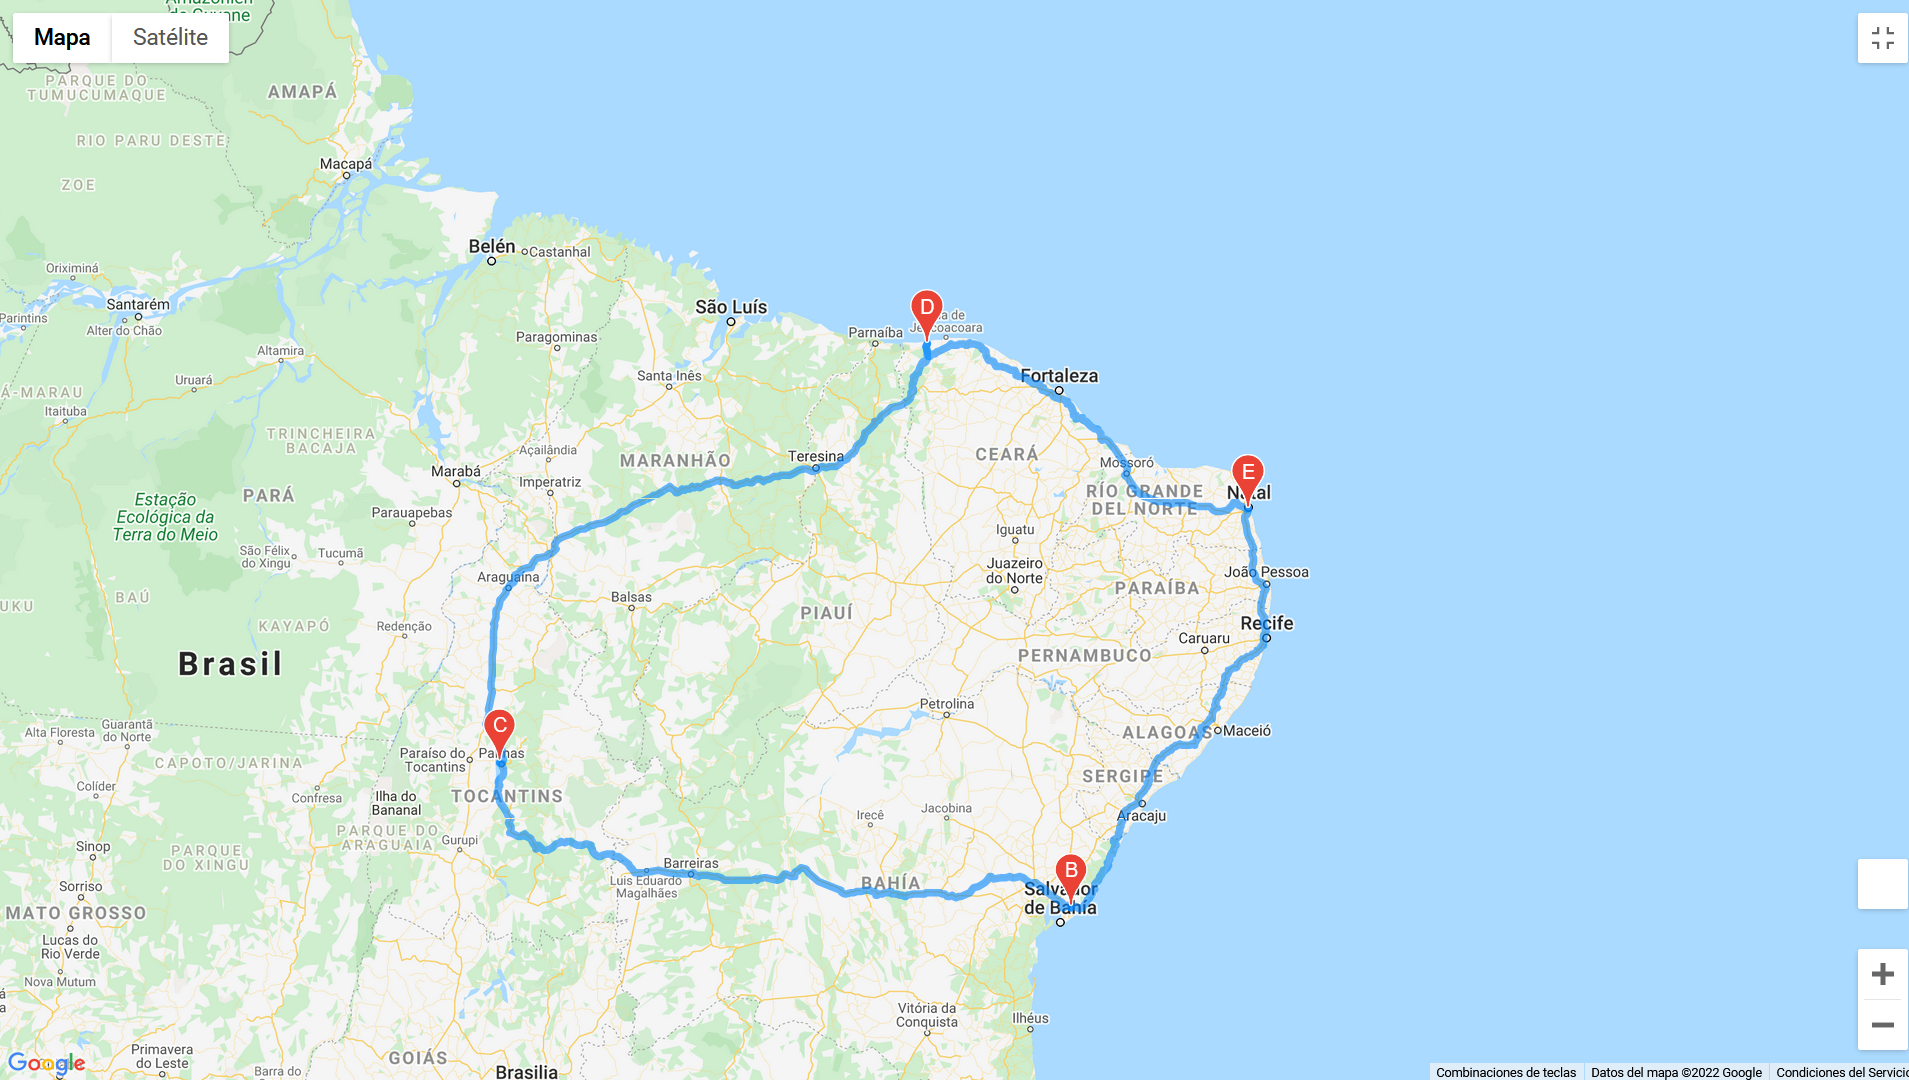 Amazonien
de Guyane
Mapa
Satélite
PARQUE DO
TUMUCUMAQUE
AMAPÁ
RIO PARU DESTE
Macapá
ZOE
Belén
Castanhal
Oriximiná
Santarém
Parintins
Alter do Chão
São Luís
Paragominas
Parnaíba
D
Altamira
Uruará
Santa Inês
Fortaleza
Itaituba
TRINCHEIRA
BACAJA
Açailândia
MARANHÃO
Teresina
CEARÁ
Mossoró
E
Natal
Marabá
Imperatriz
PARÁ
Estação
Ecológica da
Terra do Meio
Parauapebas
RÍO GRANDE
DEL NORTE
Iguatu
São Félix
do Xingu
Tucumã
Juazeiro
do Norte
João Pessoa
Araguaína
Balsas
PARAÍBA
BAÚ
PIAUÍ
KAYAPÓ
Redenção
Recife
Caruaru
Brasil
PERNAMBUCO
Petrolina
C
Guarantã
do Norte
Alta Floresta
ALAGOAS
Maceió
Paraíso do
Tocantins
Palmas
CAPOTO/JARINA
Colíder
Confresa
Ilha do
Bananal
TOCANTINS
SERGIPE
Irecê
Jacobina
Aracaju
PARQUE DO
ARAGUAIA
Gurupi
Sinop
PARQUE
DO XINGU
Barreiras
Luis Eduardo
Magalhães
BAHÍA
B
Salvador
de Bahía
Sorriso
MATO GROSSO
Lucas do
Rio Verde
Nova Mutum
Vitória da
Conquista
Ilhéus
Primavera
do Leste
Barra do
GOIÁS
Brasilia
Google
Combinaciones de teclas
Datos del mapa ©2022 Google
Condiciones del Servicio